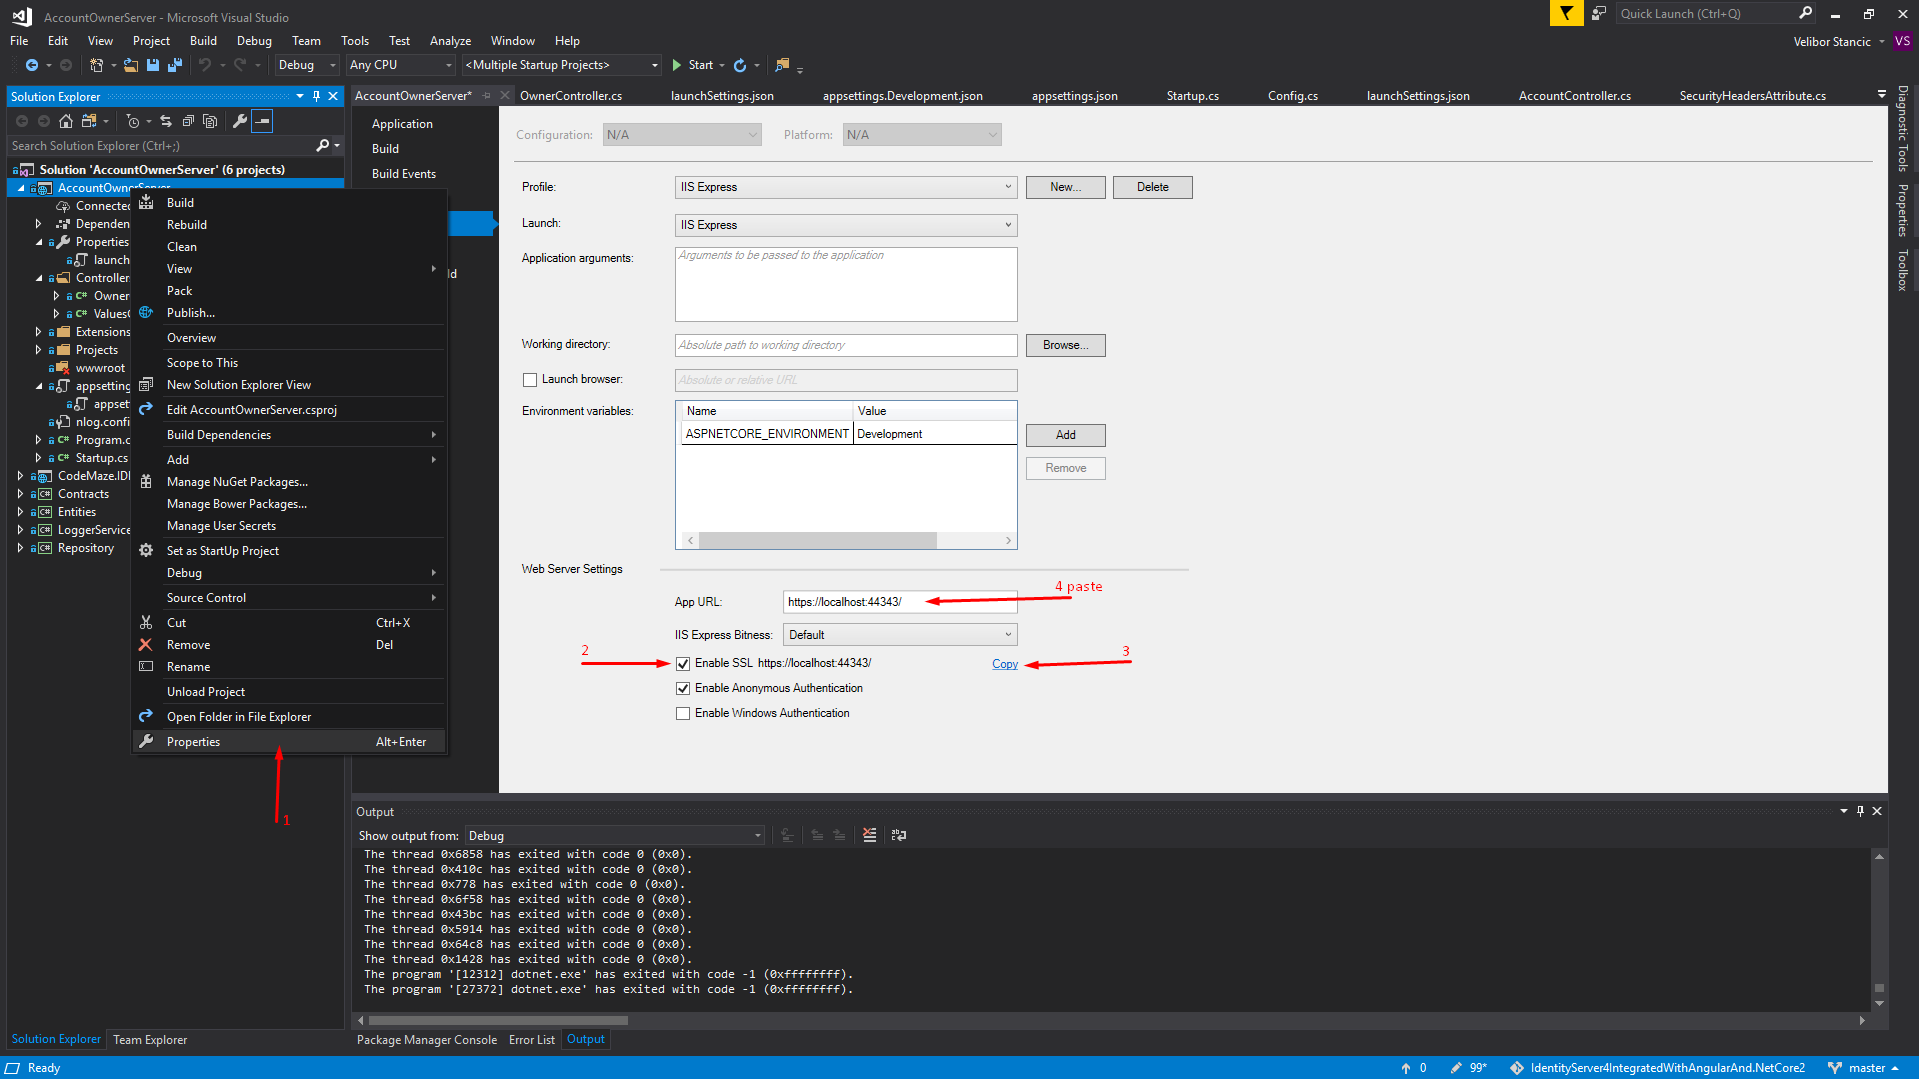 AccountOwnerServer - Microsoft Visual Studio
Quick Launch (Ctrl+Q)
File Edit View Project Build Debug Team Tools Test Analyze Window Help
Velibor Stancic VS
Debug Any CPU <Multiple Startup Projects> Start
Solution Explorer
Search Solution Explorer (Ctrl+;)
Solution 'AccountOwnerServer' (6 projects)
AccountOwnerServer
Connected
Dependen
Properties
launch
Controller
Owner
Values
Extensions
Projects
wwwroot
appsetting
appset
nlog.confi
Program.c
Startup.cs
CodeMaze.ID
Contracts
Entities
LoggerService
Repository
Build
Rebuild
Clean
View
Pack
Publish...
Overview
Scope to This
New Solution Explorer View
Edit AccountOwnerServer.csproj
Build Dependencies
Add
Manage NuGet Packages...
Manage Bower Packages...
Manage User Secrets
Set as StartUp Project
Debug
Source Control
Cut Ctrl+X
Remove Del
Rename
Unload Project
Open Folder in File Explorer
Properties Alt+Enter
1
AccountOwnerServer* OwnerController.cs launchSettings.json appsettings.Development.json appsettings.json Startup.cs Config.cs launchSettings.json AccountController.cs SecurityHeadersAttribute.cs
Application
Build
Build Events
ld
Configuration: N/A Platform: N/A
Profile: IIS Express New... Delete
Launch: IIS Express
Application arguments: Arguments to be passed to the application
Working directory: Absolute path to working directory Browse...
Launch browser: Absolute or relative URL
Environment variables: Name Value
ASPNETCORE_ENVIRONMENT Development
Add
Remove
Web Server Settings
4 paste
App URL: https://localhost:44343/
IIS Express Bitness: Default
2
Enable SSL https://localhost:44343/ Copy
3
Enable Anonymous Authentication
Enable Windows Authentication
Diagnostic Tools
Properties
Toolbox
Output
Show output from: Debug
The thread 0x6858 has exited with code 0 (0x0).
The thread 0x410c has exited with code 0 (0x0).
The thread 0x778 has exited with code 0 (0x0).
The thread 0x6f58 has exited with code 0 (0x0).
The thread 0x43bc has exited with code 0 (0x0).
The thread 0x5914 has exited with code 0 (0x0).
The thread 0x64c8 has exited with code 0 (0x0).
The thread 0x1428 has exited with code 0 (0x0).
The program '[12312] dotnet.exe' has exited with code -1 (0xffffffff).
The program '[27372] dotnet.exe' has exited with code -1 (0xffffffff).
Solution Explorer Team Explorer
Package Manager Console Error List Output
Ready
0 99* IdentityServer4IntegratedWithAngularAnd.NetCore2 master